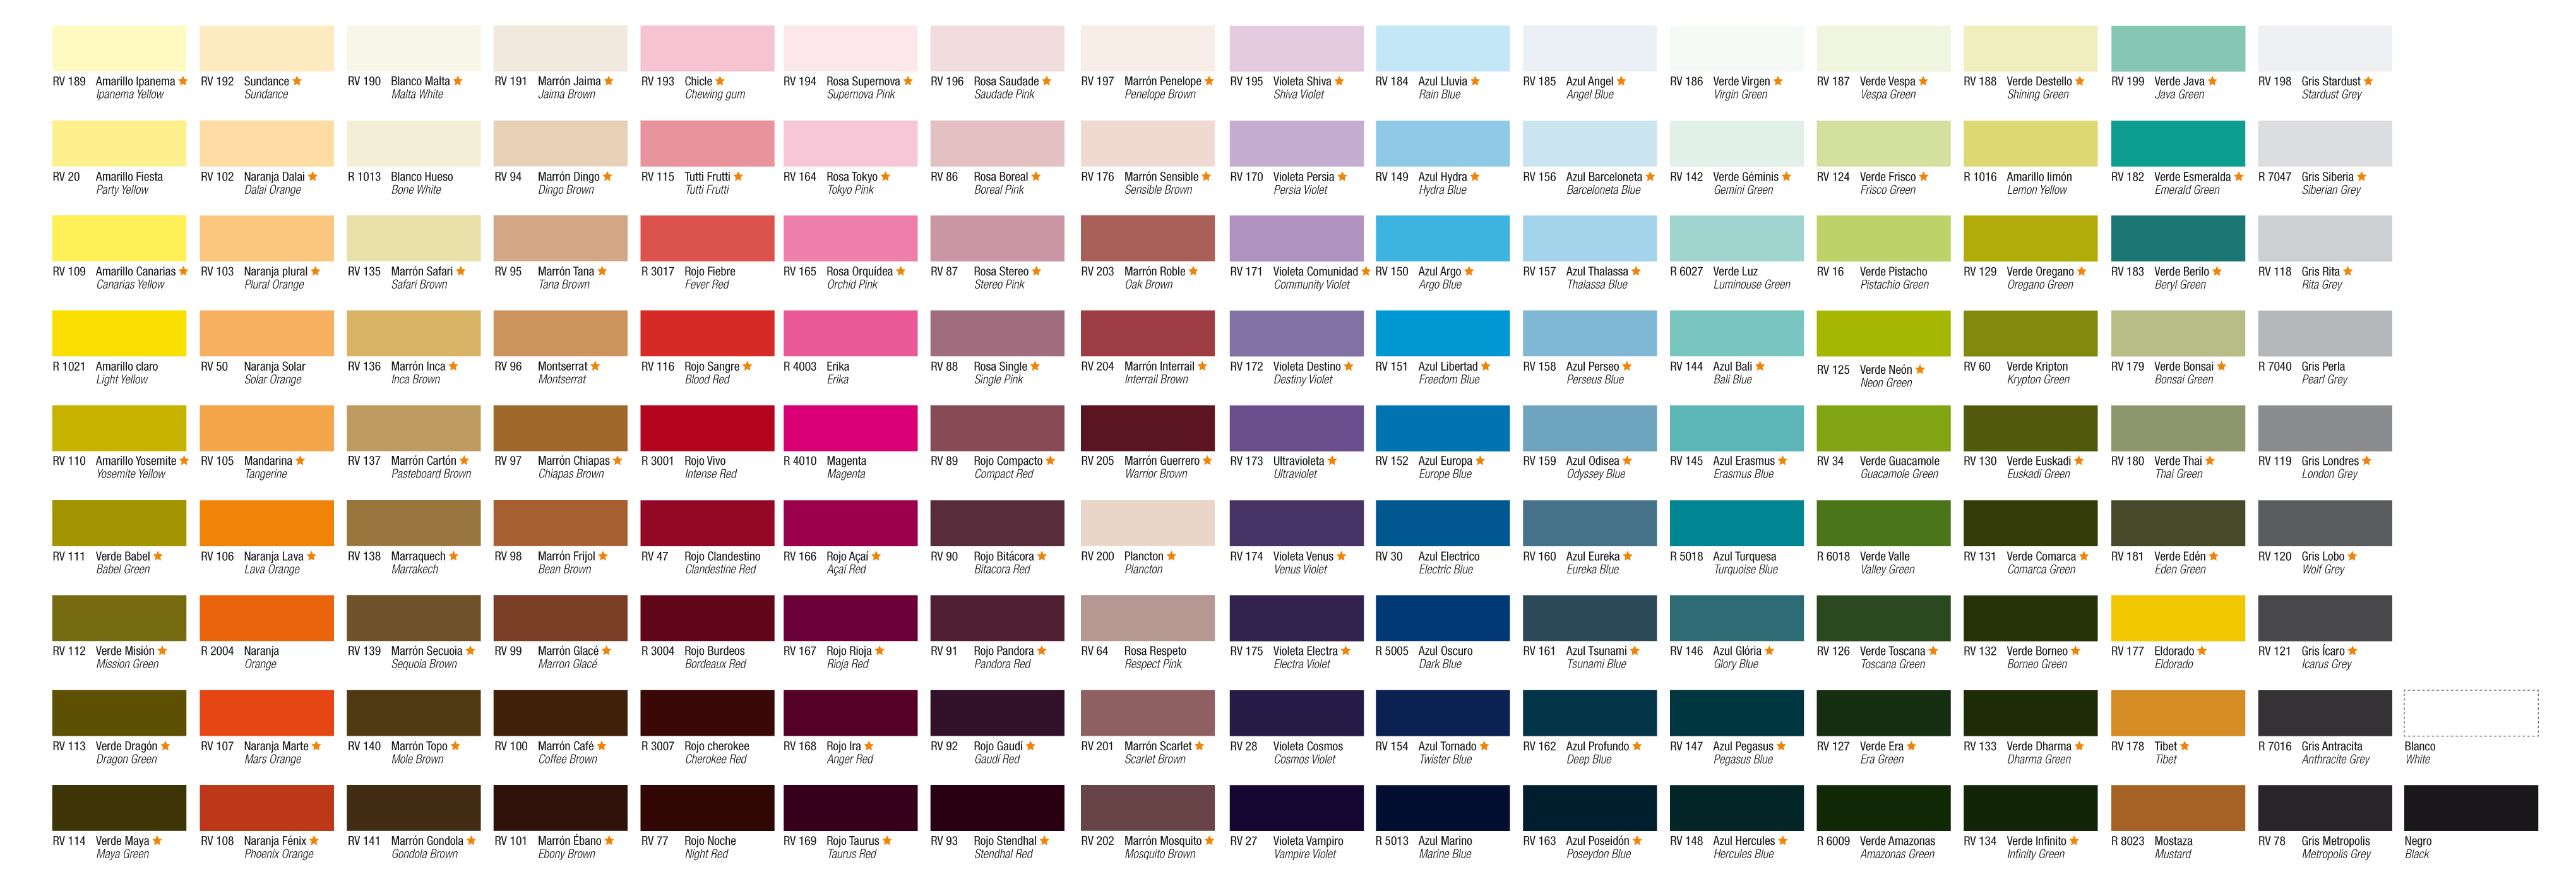 RV 189 Amarillo Ipanema ★ RV 192 Sundance ★ RV 190 Blanco Malta ★ RV 191 Marrón Jaima ★ RV 193 Chicle ★ RV 194 Rosa Supernova ★ RV 196 Rosa Saudade ★ RV 197 Marrón Penelope ★ RV 195 Violeta Shiva ★ RV 184 Azul Lluvia ★ RV 185 Azul Angel ★ RV 186 Verde Virgen ★ RV 187 Verde Vespa ★ RV 188 Verde Destello ★ RV 199 Verde Java ★ RV 198 Gris Stardust ★
Ipanema Yellow Sundance Malta White Jaima Brown Chewing gum Supernova Pink Saudade Pink Penelope Brown Shiva Violet Rain Blue Angel Blue Virgin Green Vespa Green Shining Green Java Green Stardust Grey
RV 20 Amarillo Fiesta RV 102 Naranja Dalai ★ R 1013 Blanco Hueso RV 94 Marrón Dingo ★ RV 115 Tutti Frutti ★ RV 164 Rosa Tokyo ★ RV 86 Rosa Boreal ★ RV 176 Marrón Sensible ★ RV 170 Violeta Persia ★ RV 149 Azul Hydra ★ RV 156 Azul Barceloneta ★ RV 142 Verde Géminis ★ RV 124 Verde Frisco ★ R 1016 Amarillo limón RV 182 Verde Esmeralda ★ R 7047 Gris Siberia ★
Party Yellow Dalai Orange Bone White Dingo Brown Tutti Frutti Tokyo Pink Boreal Pink Sensible Brown Persia Violet Hydra Blue Barceloneta Blue Gemini Green Frisco Green Lemon Yellow Emerald Green Siberian Grey
RV 109 Amarillo Canarias ★ RV 103 Naranja plural ★ RV 135 Marrón Safari ★ RV 95 Marrón Tana ★ R 3017 Rojo Fiebre RV 165 Rosa Orquídea ★ RV 87 Rosa Stereo ★ RV 203 Marrón Roble ★ RV 171 Violeta Comunidad ★ RV 150 Azul Argo ★ RV 157 Azul Thalassa ★ R 6027 Verde Luz RV 16 Verde Pistacho RV 129 Verde Oregano ★ RV 183 Verde Berilo ★ RV 118 Gris Rita ★
Canarias Yellow Plural Orange Safari Brown Tana Brown Fever Red Orchid Pink Stereo Pink Oak Brown Community Violet Argo Blue Thalassa Blue Luminouse Green Pistachio Green Oregano Green Beryl Green Rita Grey
R 1021 Amarillo claro RV 50 Naranja Solar RV 136 Marrón Inca ★ RV 96 Montserrat ★ RV 116 Rojo Sangre ★ R 4003 Erika RV 88 Rosa Single ★ RV 204 Marrón Interrail ★ RV 172 Violeta Destino ★ RV 151 Azul Libertad ★ RV 158 Azul Perseo ★ RV 144 Azul Bali ★ RV 125 Verde Neón ★ RV 60 Verde Kripton RV 179 Verde Bonsai ★ R 7040 Gris Perla
Light Yellow Solar Orange Inca Brown Montserrat Blood Red Erika Single Pink Interrail Brown Destiny Violet Freedom Blue Perseus Blue Bali Blue Neon Green Krypton Green Bonsai Green Pearl Grey
RV 110 Amarillo Yosemite ★ RV 105 Mandarina ★ RV 137 Marrón Cartón ★ RV 97 Marrón Chiapas ★ R 3001 Rojo Vivo R 4010 Magenta RV 89 Rojo Compacto ★ RV 205 Marrón Guerrero ★ RV 173 Ultravioleta ★ RV 152 Azul Europa ★ RV 159 Azul Odisea ★ RV 145 Azul Erasmus ★ RV 34 Verde Guacamole RV 130 Verde Euskadi ★ RV 180 Verde Thai ★ RV 119 Gris Londres ★
Yosemite Yellow Tangerine Pasteboard Brown Chiapas Brown Intense Red Magenta Compact Red Warrior Brown Ultraviolet Europe Blue Odyssey Blue Erasmus Blue Guacamole Green Euskadi Green Thai Green London Grey
RV 111 Verde Babel ★ RV 106 Naranja Lava ★ RV 138 Marraquech ★ RV 98 Marrón Frijol ★ RV 47 Rojo Clandestino RV 166 Rojo Açaí ★ RV 90 Rojo Bitácora ★ RV 200 Plancton ★ RV 174 Violeta Venus ★ RV 30 Azul Electrico RV 160 Azul Eureka ★ R 5018 Azul Turquesa R 6018 Verde Valle RV 131 Verde Comarca ★ RV 181 Verde Edén ★ RV 120 Gris Lobo ★
Babel Green Lava Orange Marrakech Bean Brown Clandestine Red Açai Red Bitacora Red Plancton Venus Violet Electric Blue Eureka Blue Turquoise Blue Valley Green Comarca Green Eden Green Wolf Grey
RV 112 Verde Misión ★ R 2004 Naranja RV 139 Marrón Secuoia ★ RV 99 Marrón Glacé ★ R 3004 Rojo Burdeos RV 167 Rojo Rioja ★ RV 91 Rojo Pandora ★ RV 64 Rosa Respeto RV 175 Violeta Electra ★ R 5005 Azul Oscuro RV 161 Azul Tsunami ★ RV 146 Azul Glória ★ RV 126 Verde Toscana ★ RV 132 Verde Borneo ★ RV 177 Eldorado ★ RV 121 Gris Ícaro ★
Mission Green Orange Sequoia Brown Marron Glacé Bordeaux Red Rioja Red Pandora Red Respect Pink Electra Violet Dark Blue Tsunami Blue Glory Blue Toscana Green Borneo Green Eldorado Icarus Grey
RV 113 Verde Dragón ★ RV 107 Naranja Marte ★ RV 140 Marrón Topo ★ RV 100 Marrón Café ★ R 3007 Rojo cherokee RV 168 Rojo Ira ★ RV 92 Rojo Gaudí ★ RV 201 Marrón Scarlet ★ RV 28 Violeta Cosmos RV 154 Azul Tornado ★ RV 162 Azul Profundo ★ RV 147 Azul Pegasus ★ RV 127 Verde Era ★ RV 133 Verde Dharma ★ RV 178 Tibet ★ R 7016 Gris Antracita Blanco
Dragon Green Mars Orange Mole Brown Coffee Brown Cherokee Red Anger Red Gaudí Red Scarlet Brown Cosmos Violet Twister Blue Deep Blue Pegasus Blue Era Green Dharma Green Tibet Anthracite Grey White
RV 114 Verde Maya ★ RV 108 Naranja Fénix ★ RV 141 Marrón Gondola ★ RV 101 Marrón Ébano ★ RV 77 Rojo Noche RV 169 Rojo Taurus ★ RV 93 Rojo Stendhal ★ RV 202 Marrón Mosquito ★ RV 27 Violeta Vampiro R 5013 Azul Marino RV 163 Azul Poseidón ★ RV 148 Azul Hercules ★ R 6009 Verde Amazonas RV 134 Verde Infinito ★ R 8023 Mostaza RV 78 Gris Metropolis Negro
Maya Green Phoenix Orange Gondola Brown Ebony Brown Night Red Taurus Red Stendhal Red Mosquito Brown Vampire Violet Marine Blue Poseydon Blue Hercules Blue Amazonas Green Infinity Green Mustard Metropolis Grey Black